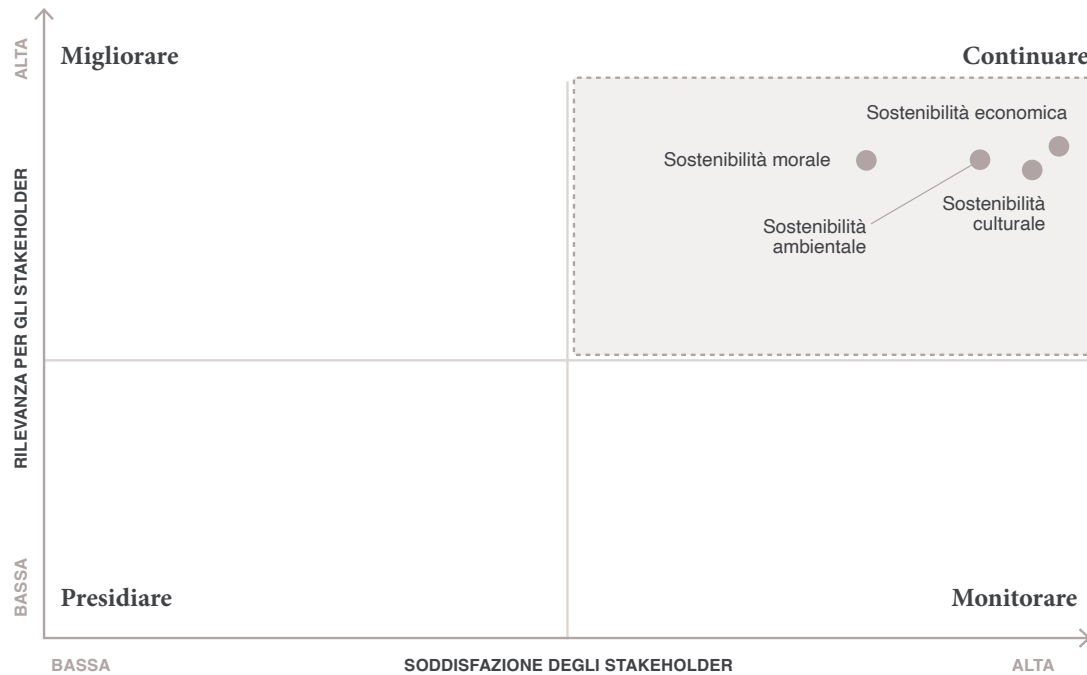 ALTA
Migliorare
Continuare
Sostenibilità economica
Sostenibilità morale
Sostenibilità
culturale
Sostenibilità
ambientale
RILEVANZA PER GLI STAKEHOLDER
BASSA
Presidiare
Monitorare
BASSA
SODDISFAZIONE DEGLI STAKEHOLDER
ALTA